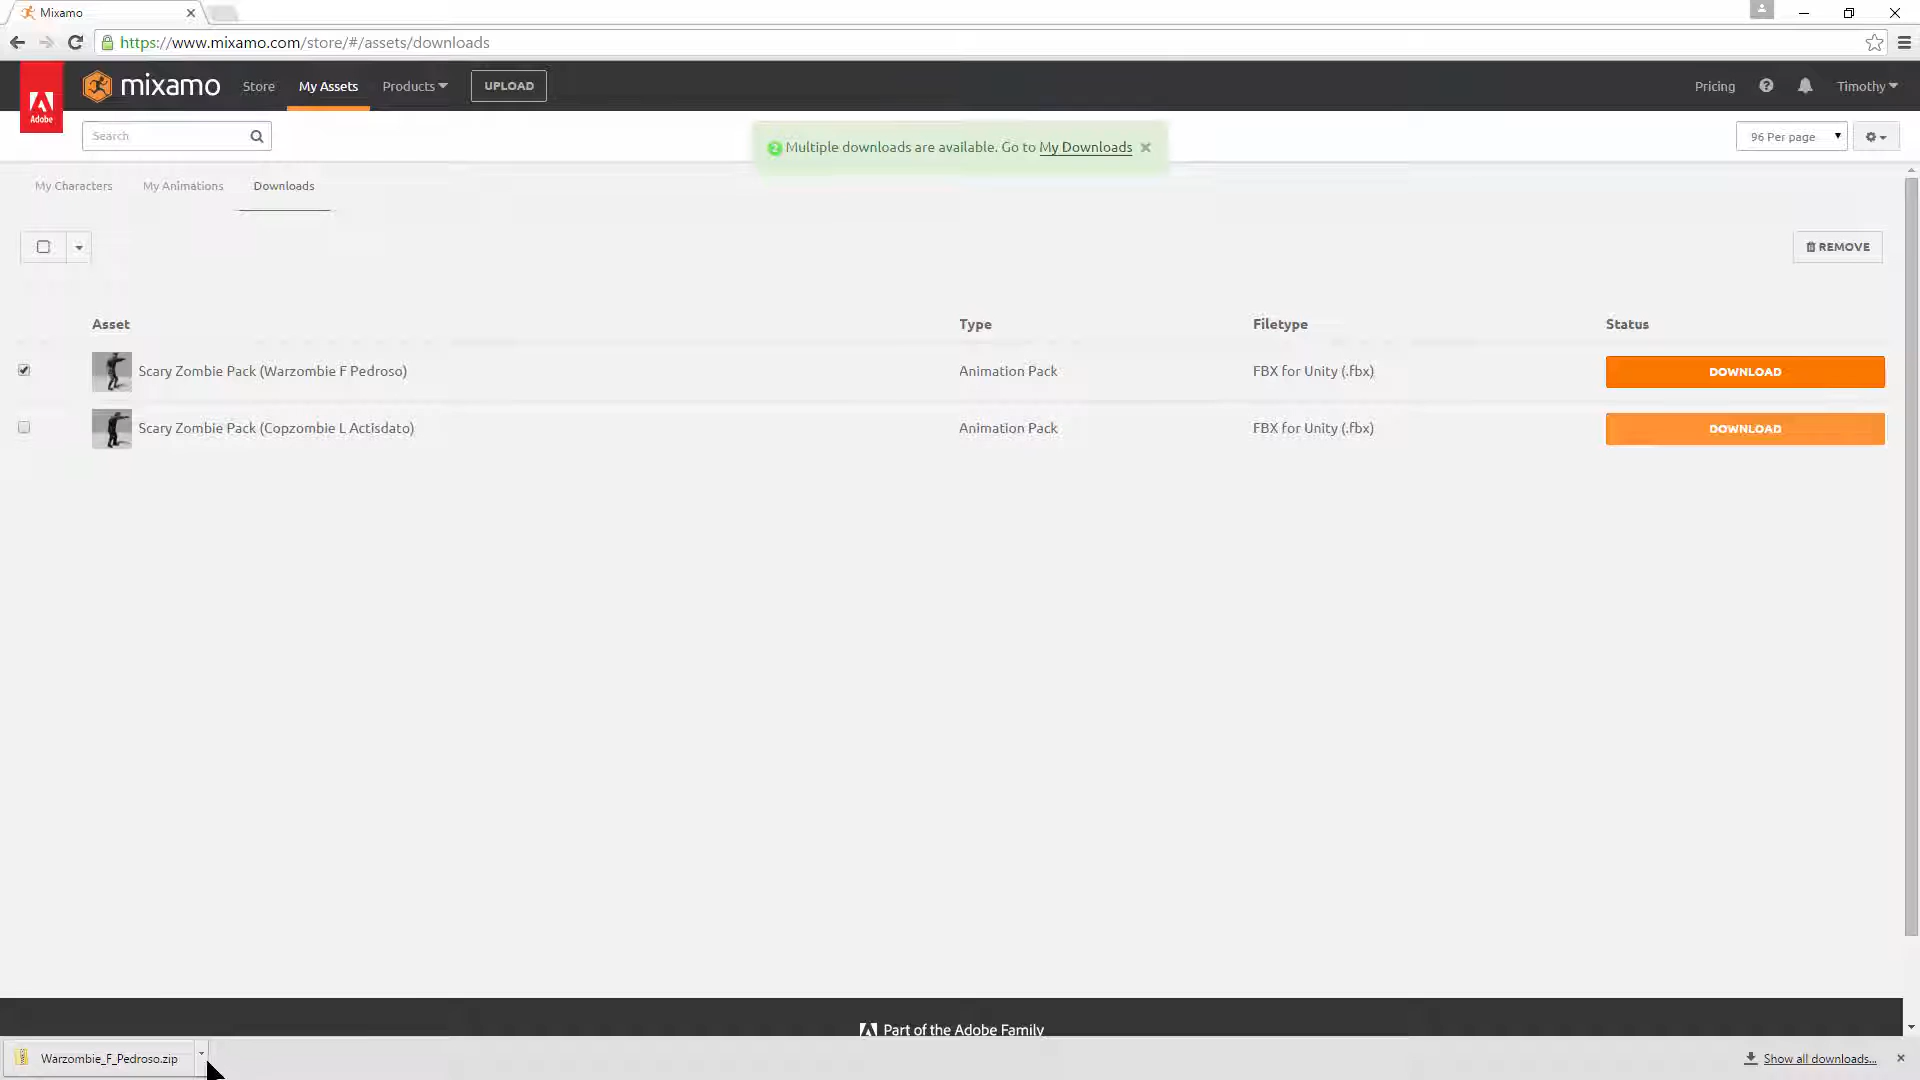 Mixamo
https://www.mixamo.com/store/#/assets/downloads
Adobe
mixamo
Store
My Assets
Products
UPLOAD
Pricing
Timothy
Search
2 Multiple downloads are available. Go to My Downloads
96 Per page
My Characters
My Animations
Downloads
REMOVE
Asset
Type
Filetype
Status
Scary Zombie Pack (Warzombie F Pedroso)
Animation Pack
FBX for Unity (.fbx)
DOWNLOAD
Scary Zombie Pack (Copzombie L Actisdato)
Animation Pack
FBX for Unity (.fbx)
DOWNLOAD
Part of the Adobe Family
Warzombie_F_Pedroso.zip
Show all downloads...